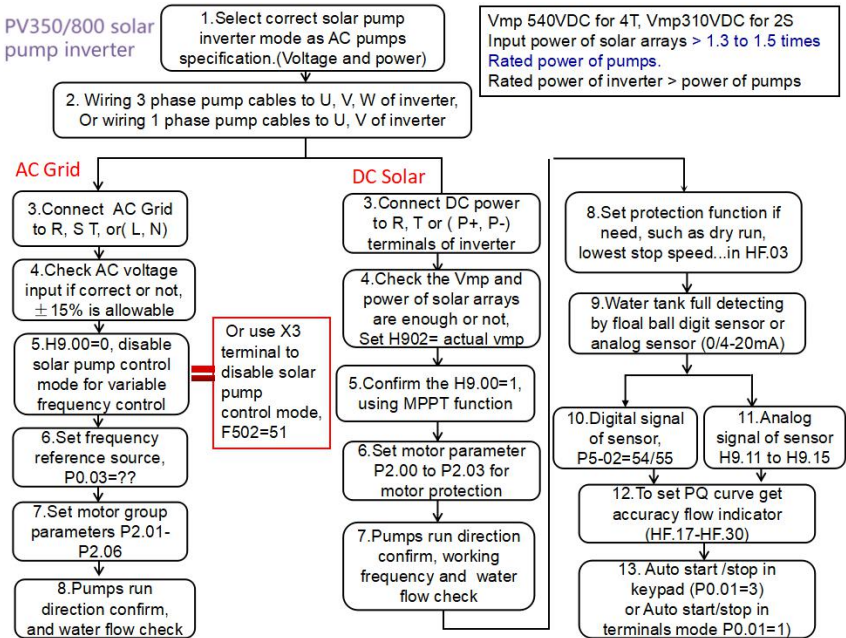 PV350/800 solar
pump inverter
1.Select correct solar pump
inverter mode as AC pumps
specification.(Voltage and power)
Vmp 540VDC for 4T, Vmp310VDC for 2S
Input power of solar arrays > 1.3 to 1.5 times
Rated power of pumps.
Rated power of inverter > power of pumps
2. Wiring 3 phase pump cables to U, V, W of inverter,
Or wiring 1 phase pump cables to U, V of inverter
AC Grid
3.Connect AC Grid
to R, S T, or( L, N)
4.Check AC voltage
input if correct or not,
±15% is allowable
5.H9.00=0, disable
solar pump control
mode for variable
frequency control
Or use X3
terminal to
disable solar
pump
control mode,
F502=51
6.Set frequency
reference source,
P0.03=??
7.Set motor group
parameters P2.01-
P2.06
8.Pumps run
direction confirm,
and water flow check
DC Solar
3.Connect DC power
to R, T or ( P+, P-)
terminals of inverter
4.Check the Vmp and
power of solar arrays
are enough or not,
Set H902= actual vmp
5.Confirm the H9.00=1,
using MPPT function
6.Set motor parameter
P2.00 to P2.03 for
motor protection
7.Pumps run direction
confirm, working
frequency and water
flow check
8.Set protection function if
need, such as dry run,
lowest stop speed...in HF.03
9.Water tank full detecting
by floal ball digit sensor or
analog sensor (0/4-20mA)
10.Digital signal
of sensor,
P5-02=54/55
11.Analog
signal of sensor
H9.11 to H9.15
12.To set PQ curve get
accuracy flow indicator
(HF.17-HF.30)
13. Auto start /stop in
keypad (P0.01=3)
or Auto start/stop in
terminals mode P0.01=1)